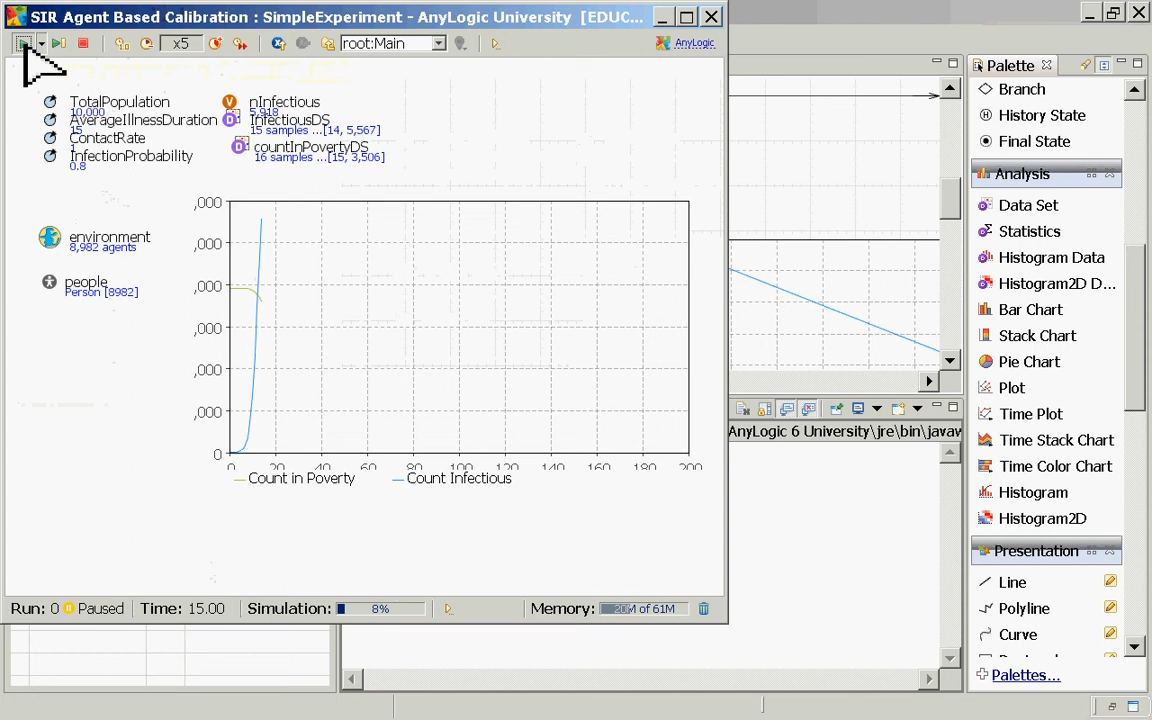 SIR Agent Based Calibration : SimpleExperiment - AnyLogic University [EDUC...
x5
root:Main
AnyLogic
TotalPopulation
10,000
AverageIllnessDuration
15
ContactRate
1
InfectionProbability
0.8
nInfectious
5,918
InfectiousDS
15 samples ...[14, 5,567]
countInPovertyDS
16 samples ...[15, 3,506]
environment
8,982 agents
people
Person [8982]
,000
,000
,000
,000
,000
,000
0
0 20 40 60 80 100 120 140 160 180 200
Count in Poverty
Count Infectious
Run: 0 Paused
Time: 15.00
Simulation:
8%
Memory:
20M of 61M
AnyLogic 6 University\jre\bin\javaw
Palette
Branch
History State
Final State
Analysis
Data Set
Statistics
Histogram Data
Histogram2D D...
Bar Chart
Stack Chart
Pie Chart
Plot
Time Plot
Time Stack Chart
Time Color Chart
Histogram
Histogram2D
Presentation
Line
Polyline
Curve
Palettes...